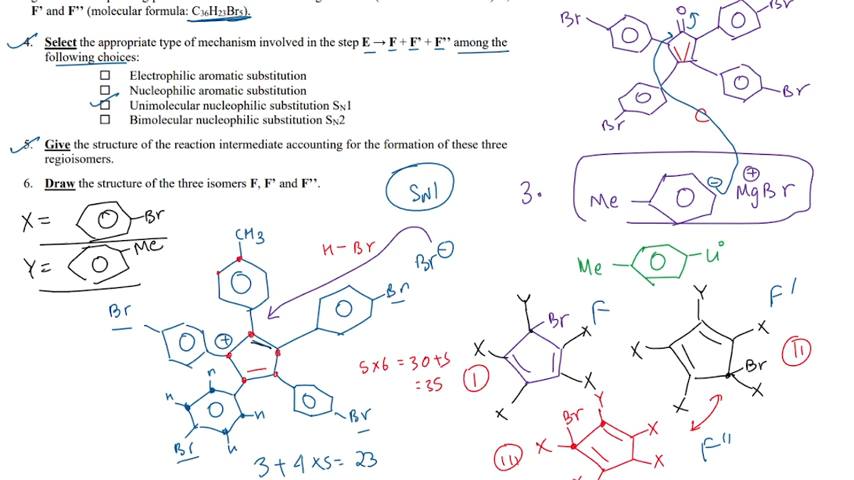 F' and F'' (molecular formula: C36H23Br5).
4. Select the appropriate type of mechanism involved in the step E → F + F' + F'' among the
following choices:
Electrophilic aromatic substitution
Nucleophilic aromatic substitution
Unimolecular nucleophilic substitution SN1
Bimolecular nucleophilic substitution SN2
5. Give the structure of the reaction intermediate accounting for the formation of these three
regioisomers.
6. Draw the structure of the three isomers F, F' and F''.
SN1
X = Br
Y = Me
CH3
H-Br
Br⊖
Br
Br
⊕
n
n
n
n
Br
Br
5x6 = 30+5
= 35
3 + 4 x 5 = 23
Br
O
Br
Br
Br
3.
Me
⊖
⊕
MgBr
Me
Li
Y
Br
F
X
X
X
X
I
Y
F'
X
X
Br
X
X
II
Y
Br
X
X
X
III
F''